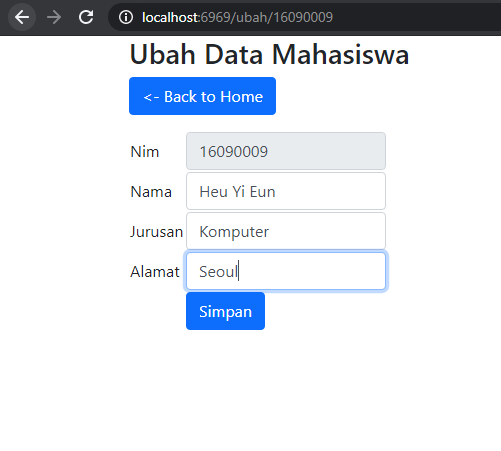 localhost:6969/ubah/16090009
Ubah Data Mahasiswa
<- Back to Home
Nim 16090009
Nama Heu Yi Eun
Jurusan Komputer
Alamat Seoul
Simpan